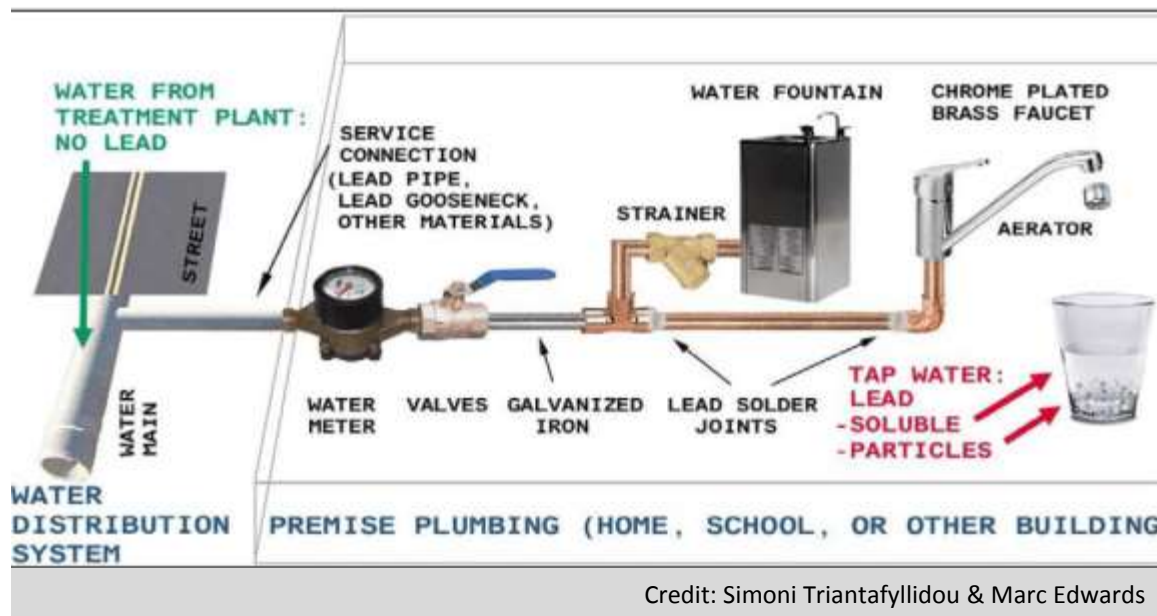 WATER FROM
TREATMENT PLANT:
NO LEAD
STREET
WATER
MAIN
SERVICE
CONNECTION
(LEAD PIPE,
LEAD GOOSENECK,
OTHER MATERIALS)
STRAINER
WATER FOUNTAIN
CHROME PLATED
BRASS FAUCET
AERATOR
WATER
METER
VALVES
GALVANIZED
IRON
LEAD SOLDER
JOINTS
TAP WATER:
LEAD
-SOLUBLE
-PARTICLES
WATER
DISTRIBUTION
SYSTEM
PREMISE PLUMBING (HOME, SCHOOL, OR OTHER BUILDING
Credit: Simoni Triantafyllidou & Marc Edwards